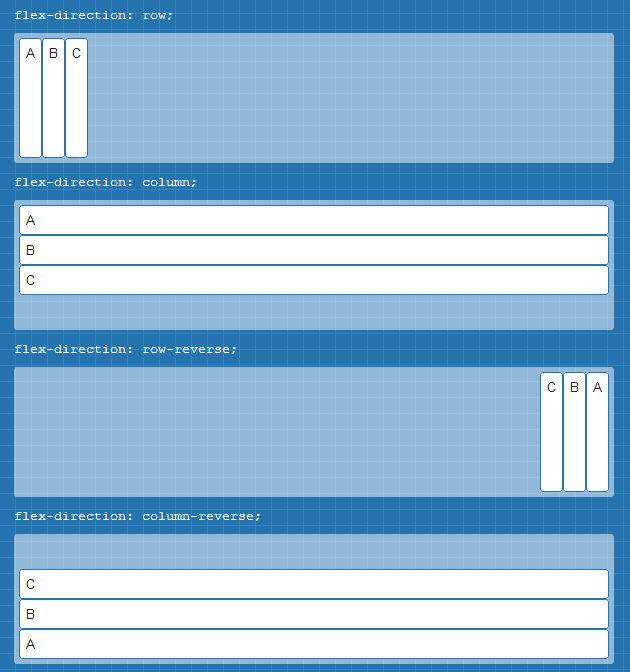 flex-direction: row;
A B C
flex-direction: column;
A
B
C
flex-direction: row-reverse;
C B A
flex-direction: column-reverse;
C
B
A